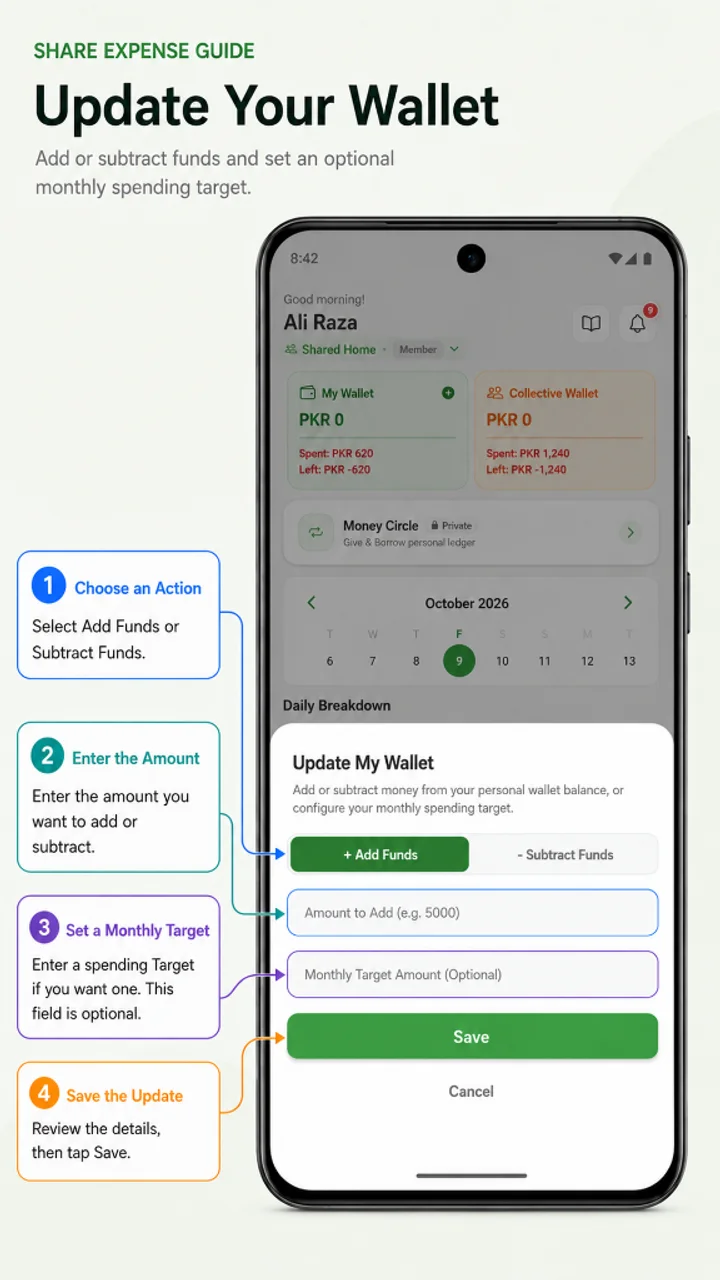 SHARE EXPENSE GUIDE
Update Your Wallet
Add or subtract funds and set an optional
monthly spending target.
8:42
Good morning!
Ali Raza
9
Shared Home • Member
My Wallet
PKR 0
Spent: PKR 620
Left: PKR -620
Collective Wallet
PKR 0
Spent: PKR 1,240
Left: PKR -1,240
Money Circle Private
Give & Borrow personal ledger
October 2026
T W T F S S M T
6 7 8 9 10 11 12 13
Daily Breakdown
1 Choose an Action
Select Add Funds or
Subtract Funds.
2 Enter the Amount
Enter the amount you
want to add or
subtract.
3 Set a Monthly Target
Enter a spending Target
if you want one. This
field is optional.
4 Save the Update
Review the details,
then tap Save.
Update My Wallet
Add or subtract money from your personal wallet balance, or
configure your monthly spending target.
+ Add Funds - Subtract Funds
Amount to Add (e.g. 5000)
Monthly Target Amount (Optional)
Save
Cancel